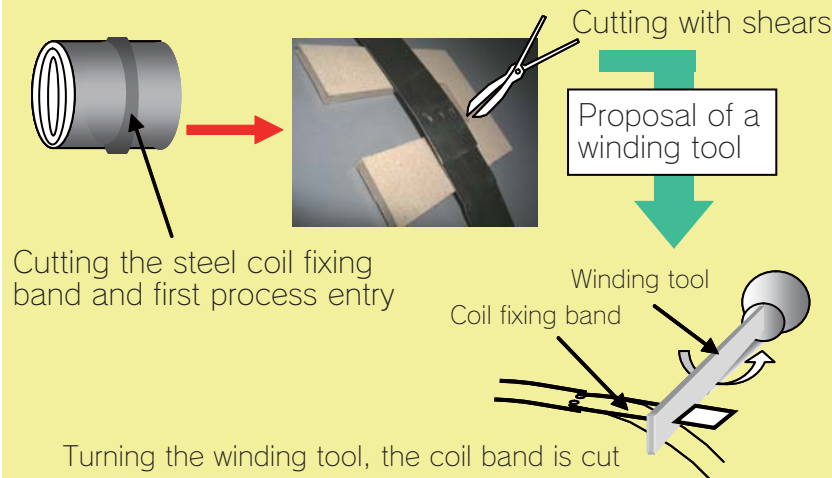 Cutting with shears
Proposal of a
winding tool
Cutting the steel coil fixing
band and first process entry
Winding tool
Coil fixing band
Turning the winding tool, the coil band is cut